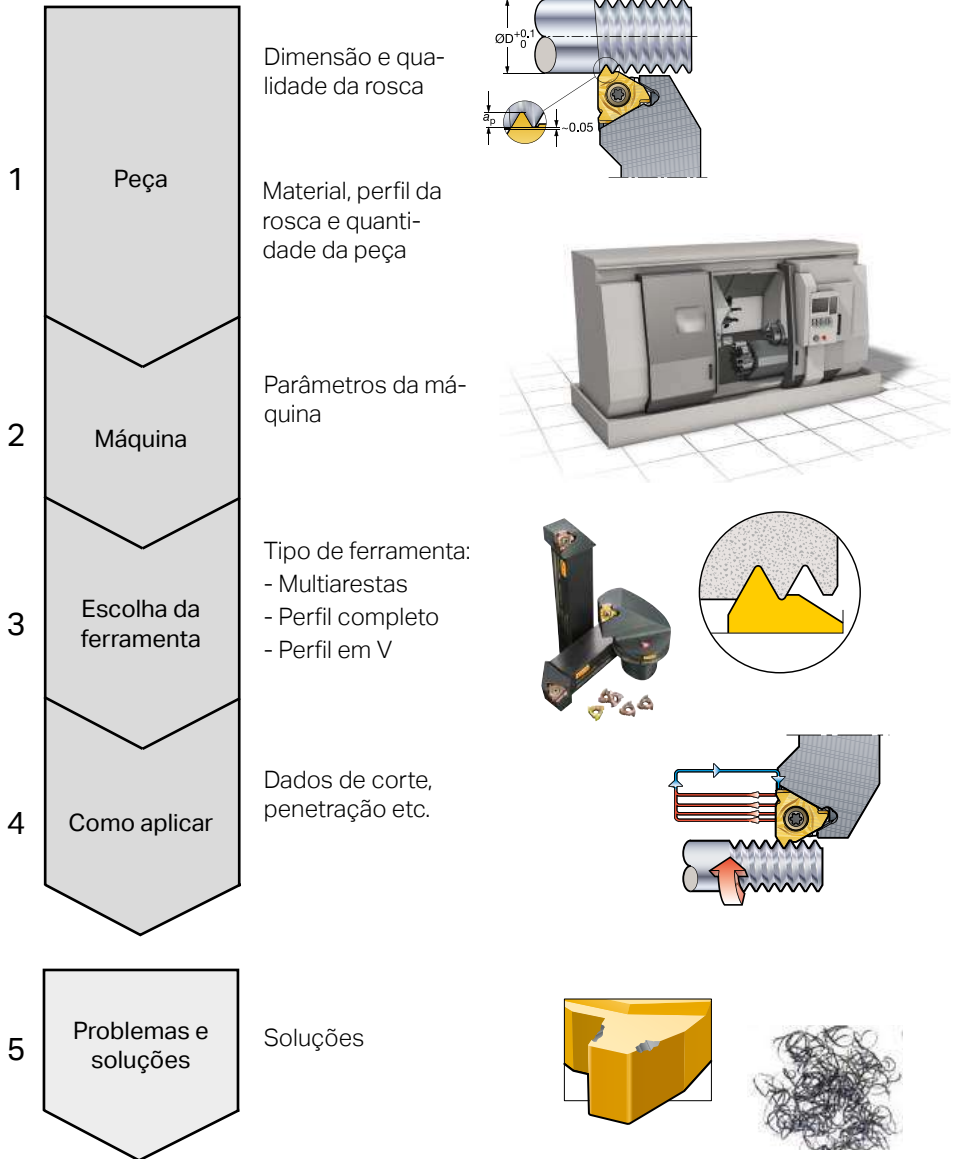 1
Peça
Dimensão e qua-
lidade da rosca
Material, perfil da
rosca e quanti-
dade da peça
ØD+0.1
0
ap
~0.05
2
Máquina
Parâmetros da má-
quina
3
Escolha da
ferramenta
Tipo de ferramenta:
- Multiarestas
- Perfil completo
- Perfil em V
4
Como aplicar
Dados de corte,
penetração etc.
5
Problemas e
soluções
Soluções